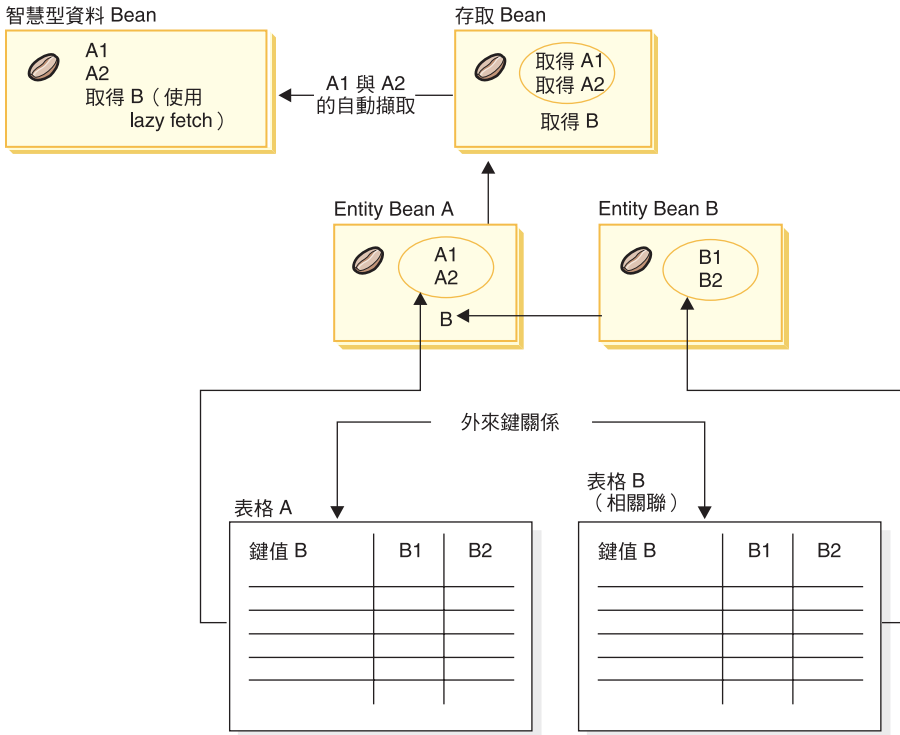 智慧型資料 Bean
A1
A2
取得 B（使用
lazy fetch）
A1 與 A2
的自動擷取
存取 Bean
取得 A1
取得 A2
取得 B
Entity Bean A
A1
A2
B
Entity Bean B
B1
B2
外來鍵關係
表格 A
鍵值 B B1 B2
表格 B
（相關聯）
鍵值 B B1 B2